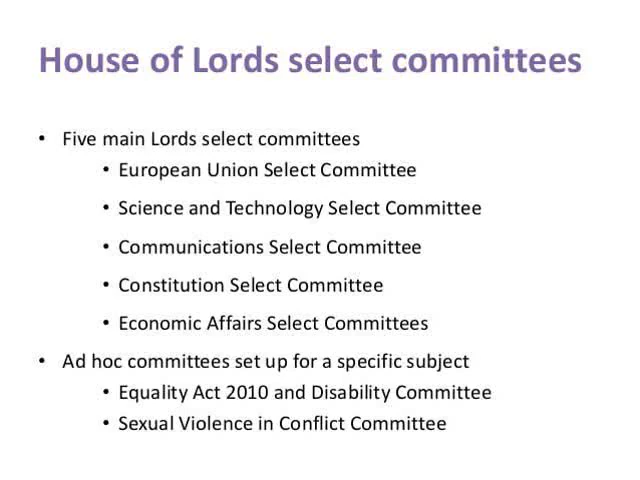 House of Lords select committees
• Five main Lords select committees
• European Union Select Committee
• Science and Technology Select Committee
• Communications Select Committee
• Constitution Select Committee
• Economic Affairs Select Committees
• Ad hoc committees set up for a specific subject
• Equality Act 2010 and Disability Committee
• Sexual Violence in Conflict Committee